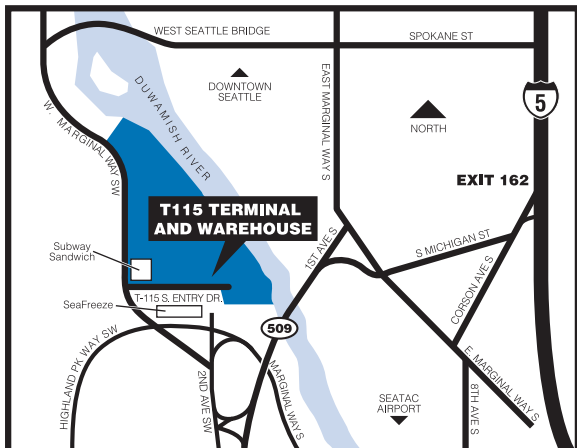 WEST SEATTLE BRIDGE
SPOKANE ST
DOWNTOWN
SEATTLE
DUWAMISH RIVER
EAST MARGINAL WAY S
NORTH
5
W. MARGINAL WAY SW
EXIT 162
T115 TERMINAL
AND WAREHOUSE
1ST AVE S
S MICHIGAN ST
Subway
Sandwich
CORSON AVE S
T-115 S. ENTRY DR.
SeaFreeze
509
HIGHLAND PK WAY SW
2ND AVE SW
MARGINAL WAY S
E. MARGINAL WAY S
SEATAC
AIRPORT
8TH AVE S